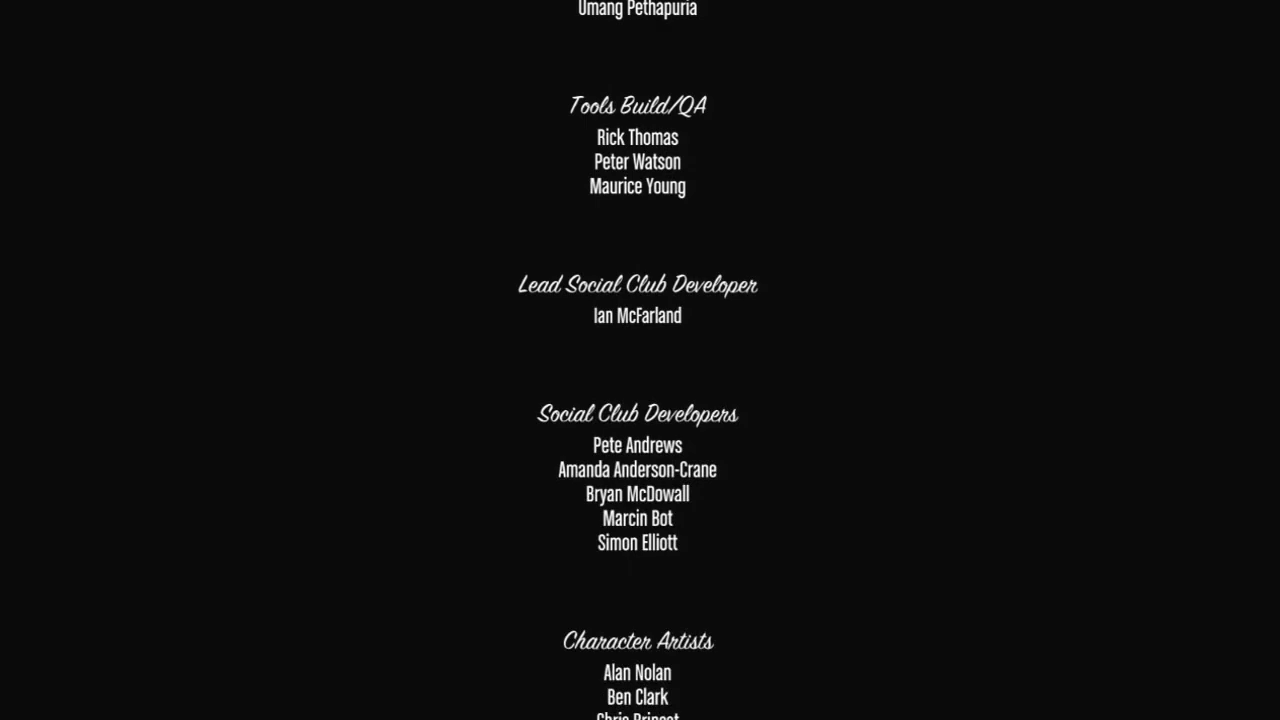 Umang Pethapuria
Tools Build/QA
Rick Thomas
Peter Watson
Maurice Young
Lead Social Club Developer
Ian McFarland
Social Club Developers
Pete Andrews
Amanda Anderson-Crane
Bryan McDowall
Marcin Bot
Simon Elliott
Character Artists
Alan Nolan
Ben Clark
Chris